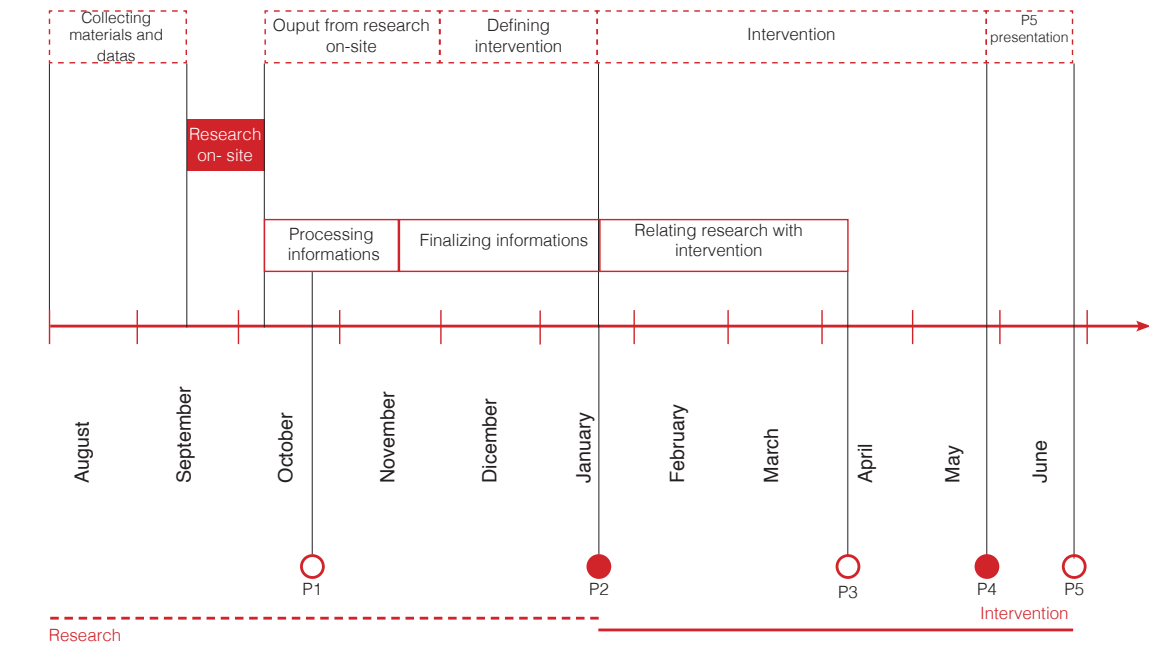 Collecting
materials and
datas
Ouput from research
on-site
Defining
intervention
Intervention
P5
presentation
Research
on- site
Processing
informations
Finalizing informations
Relating research with
intervention
August
September
October
November
Dicember
January
February
March
April
May
June
P1
P2
P3
P4
P5
Intervention
Research